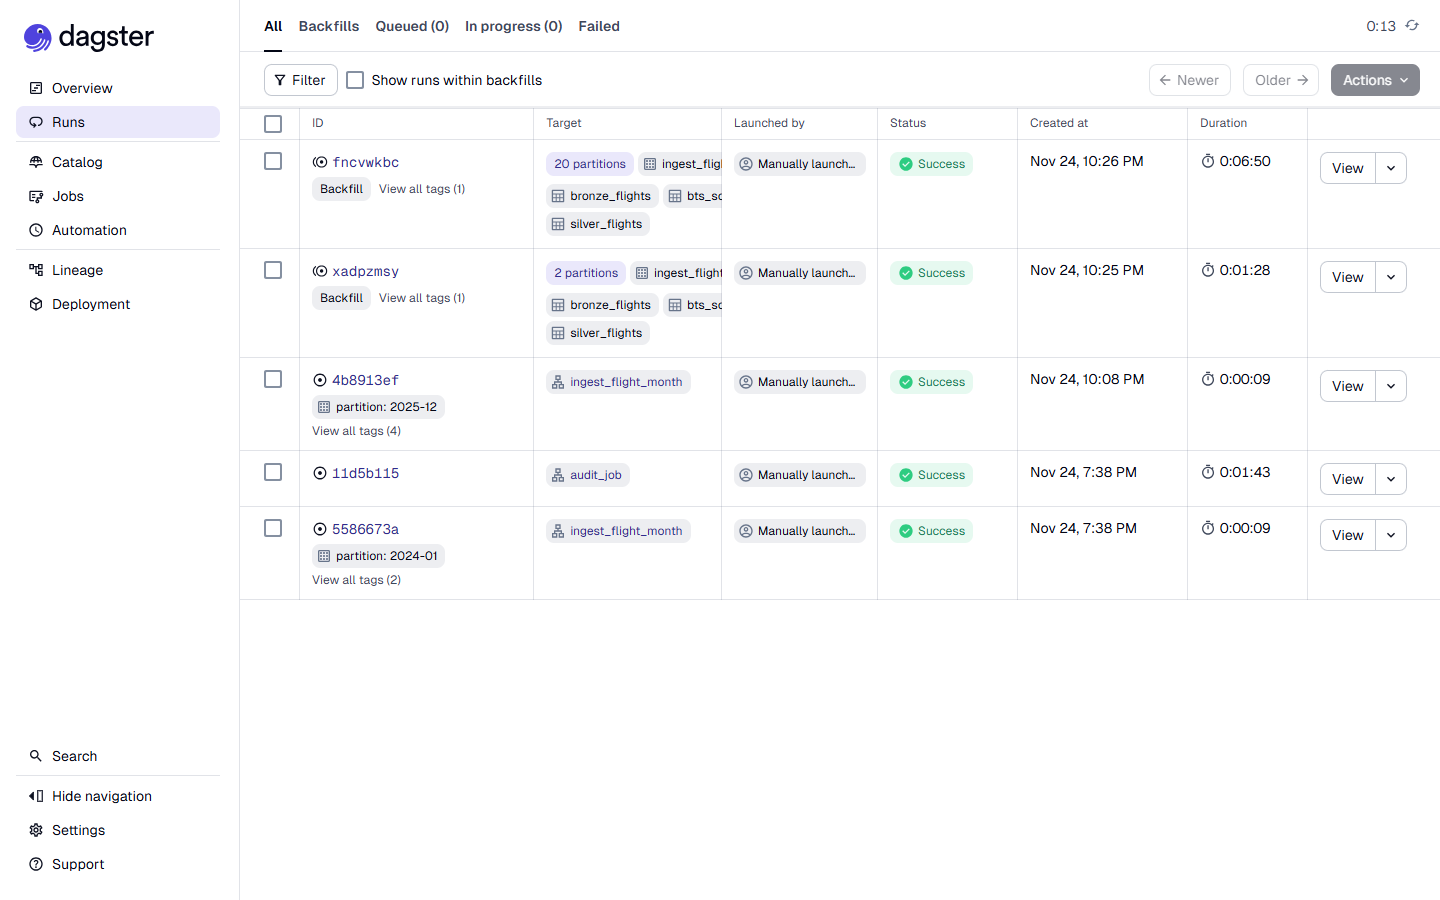 dagster
Overview
Runs
Catalog
Jobs
Automation
Lineage
Deployment
Search
Hide navigation
Settings
Support
All Backfills Queued (0) In progress (0) Failed 0:13
Filter Show runs within backfills Newer Older Actions
ID Target Launched by Status Created at Duration
fncvwkbc 20 partitions ingest_fligh Manually launch... Success Nov 24, 10:26 PM 0:06:50 View
Backfill View all tags (1) bronze_flights bts_sc
silver_flights
xadpzmsy 2 partitions ingest_flight Manually launch... Success Nov 24, 10:25 PM 0:01:28 View
Backfill View all tags (1) bronze_flights bts_sc
silver_flights
4b8913ef ingest_flight_month Manually launch... Success Nov 24, 10:08 PM 0:00:09 View
partition: 2025-12
View all tags (4)
11d5b115 audit_job Manually launch... Success Nov 24, 7:38 PM 0:01:43 View
5586673a ingest_flight_month Manually launch... Success Nov 24, 7:38 PM 0:00:09 View
partition: 2024-01
View all tags (2)